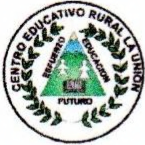 CENTRO EDUCATIVO RURAL LA UNION
ESFUERZO
EDUCACION
FUTURO